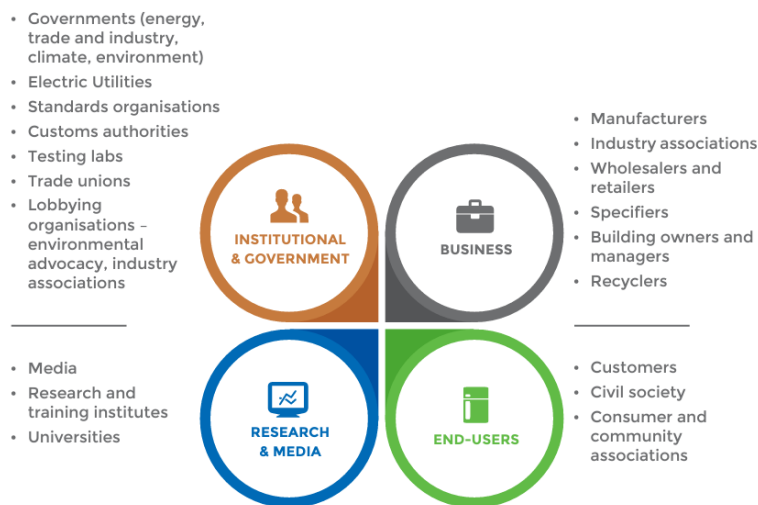 • Governments (energy,
trade and industry,
climate, environment)
• Electric Utilities
• Standards organisations
• Customs authorities
• Testing labs
• Trade unions
• Lobbying
organisations –
environmental
advocacy, industry
associations
INSTITUTIONAL
& GOVERNMENT
BUSINESS
• Manufacturers
• Industry associations
• Wholesalers and
retailers
• Specifiers
• Building owners and
managers
• Recyclers
• Media
• Research and
training institutes
• Universities
RESEARCH
& MEDIA
END-USERS
• Customers
• Civil society
• Consumer and
community
associations